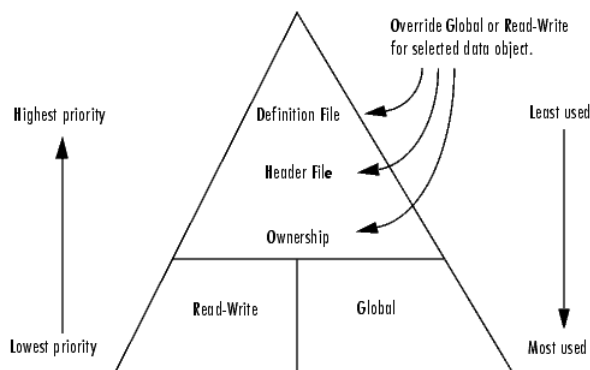 Override Global or Read-Write
for selected data object.
Highest priority
Definition File
Least used
Header File
Ownership
Read-Write
Global
Lowest priority
Most used